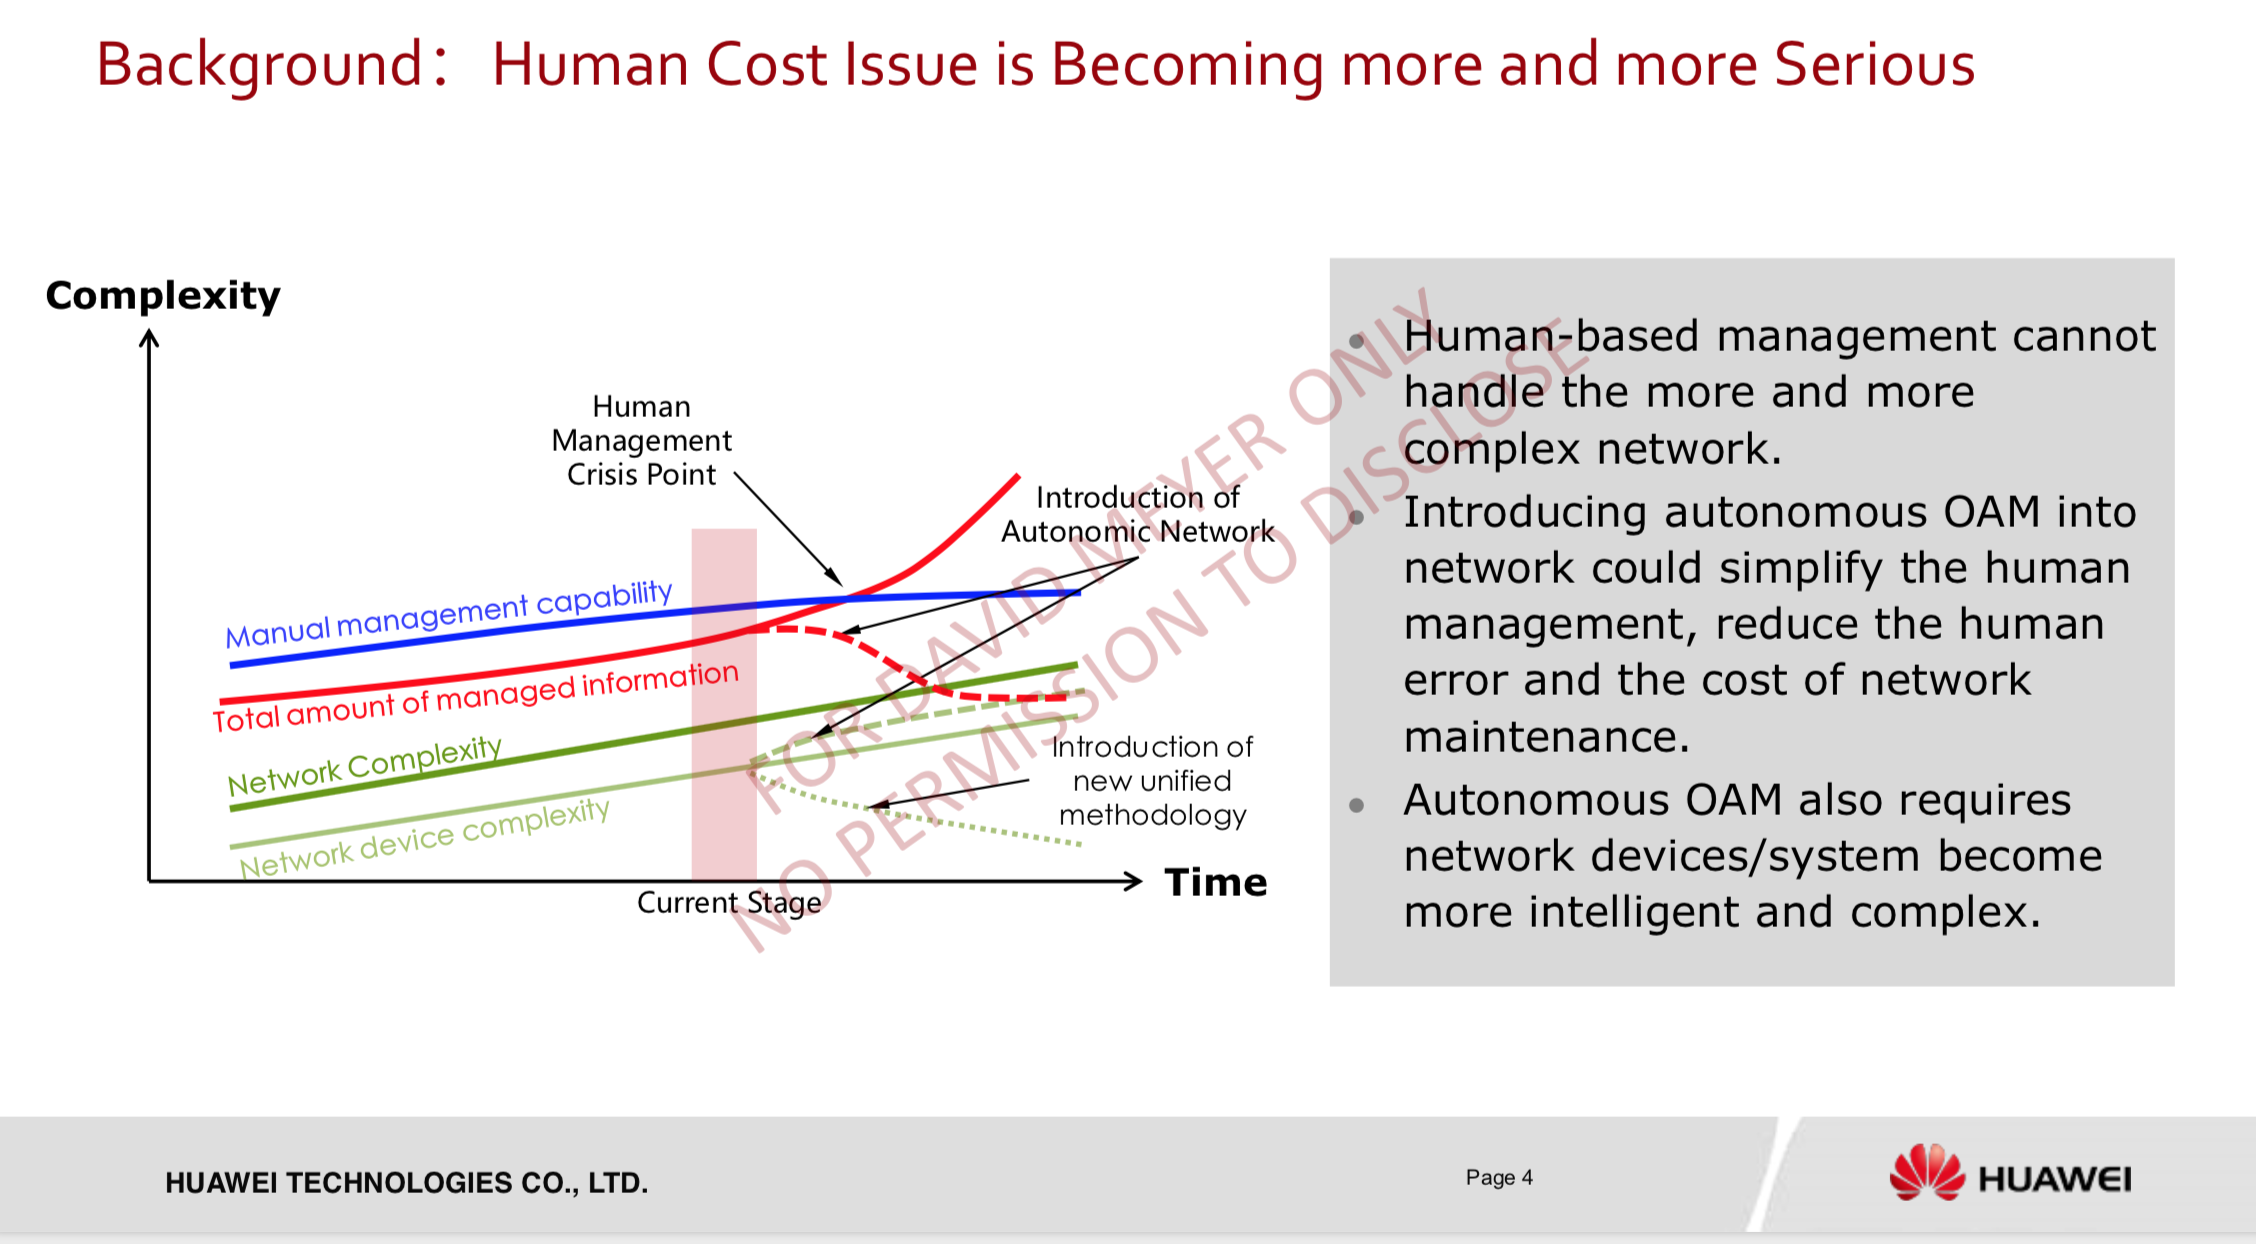 Background： Human Cost Issue is Becoming more and more Serious
Complexity
Human
Management
Crisis Point
Introduction of
Autonomic Network
Manual management capability
Total amount of managed information
Network Complexity
Network device complexity
Introduction of
new unified
methodology
Time
Current Stage
FOR DAVID MEYER ONLY
NO PERMISSION TO DISCLOSE
• Human-based management cannot
handle the more and more
complex network.
• Introducing autonomous OAM into
network could simplify the human
management, reduce the human
error and the cost of network
maintenance.
• Autonomous OAM also requires
network devices/system become
more intelligent and complex.
HUAWEI TECHNOLOGIES CO., LTD.
Page 4
HUAWEI